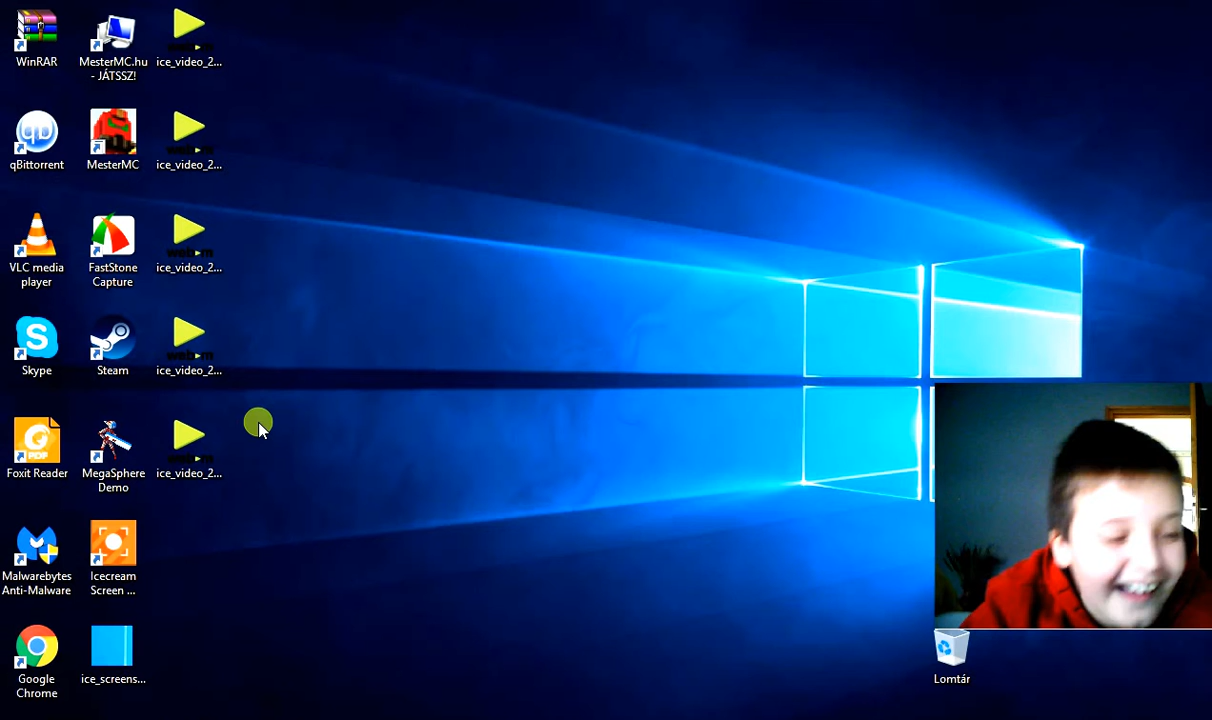 WinRAR
MesterMC.hu
- JÁTSSZ!
ice_video_2...
qBittorrent
MesterMC
ice_video_2...
VLC media
player
FastStone
Capture
ice_video_2...
Skype
Steam
ice_video_2...
Foxit Reader
MegaSphere
Demo
ice_video_2...
Malwarebytes
Anti-Malware
Icecream
Screen ...
Google
Chrome
ice_screens...
Lomtár